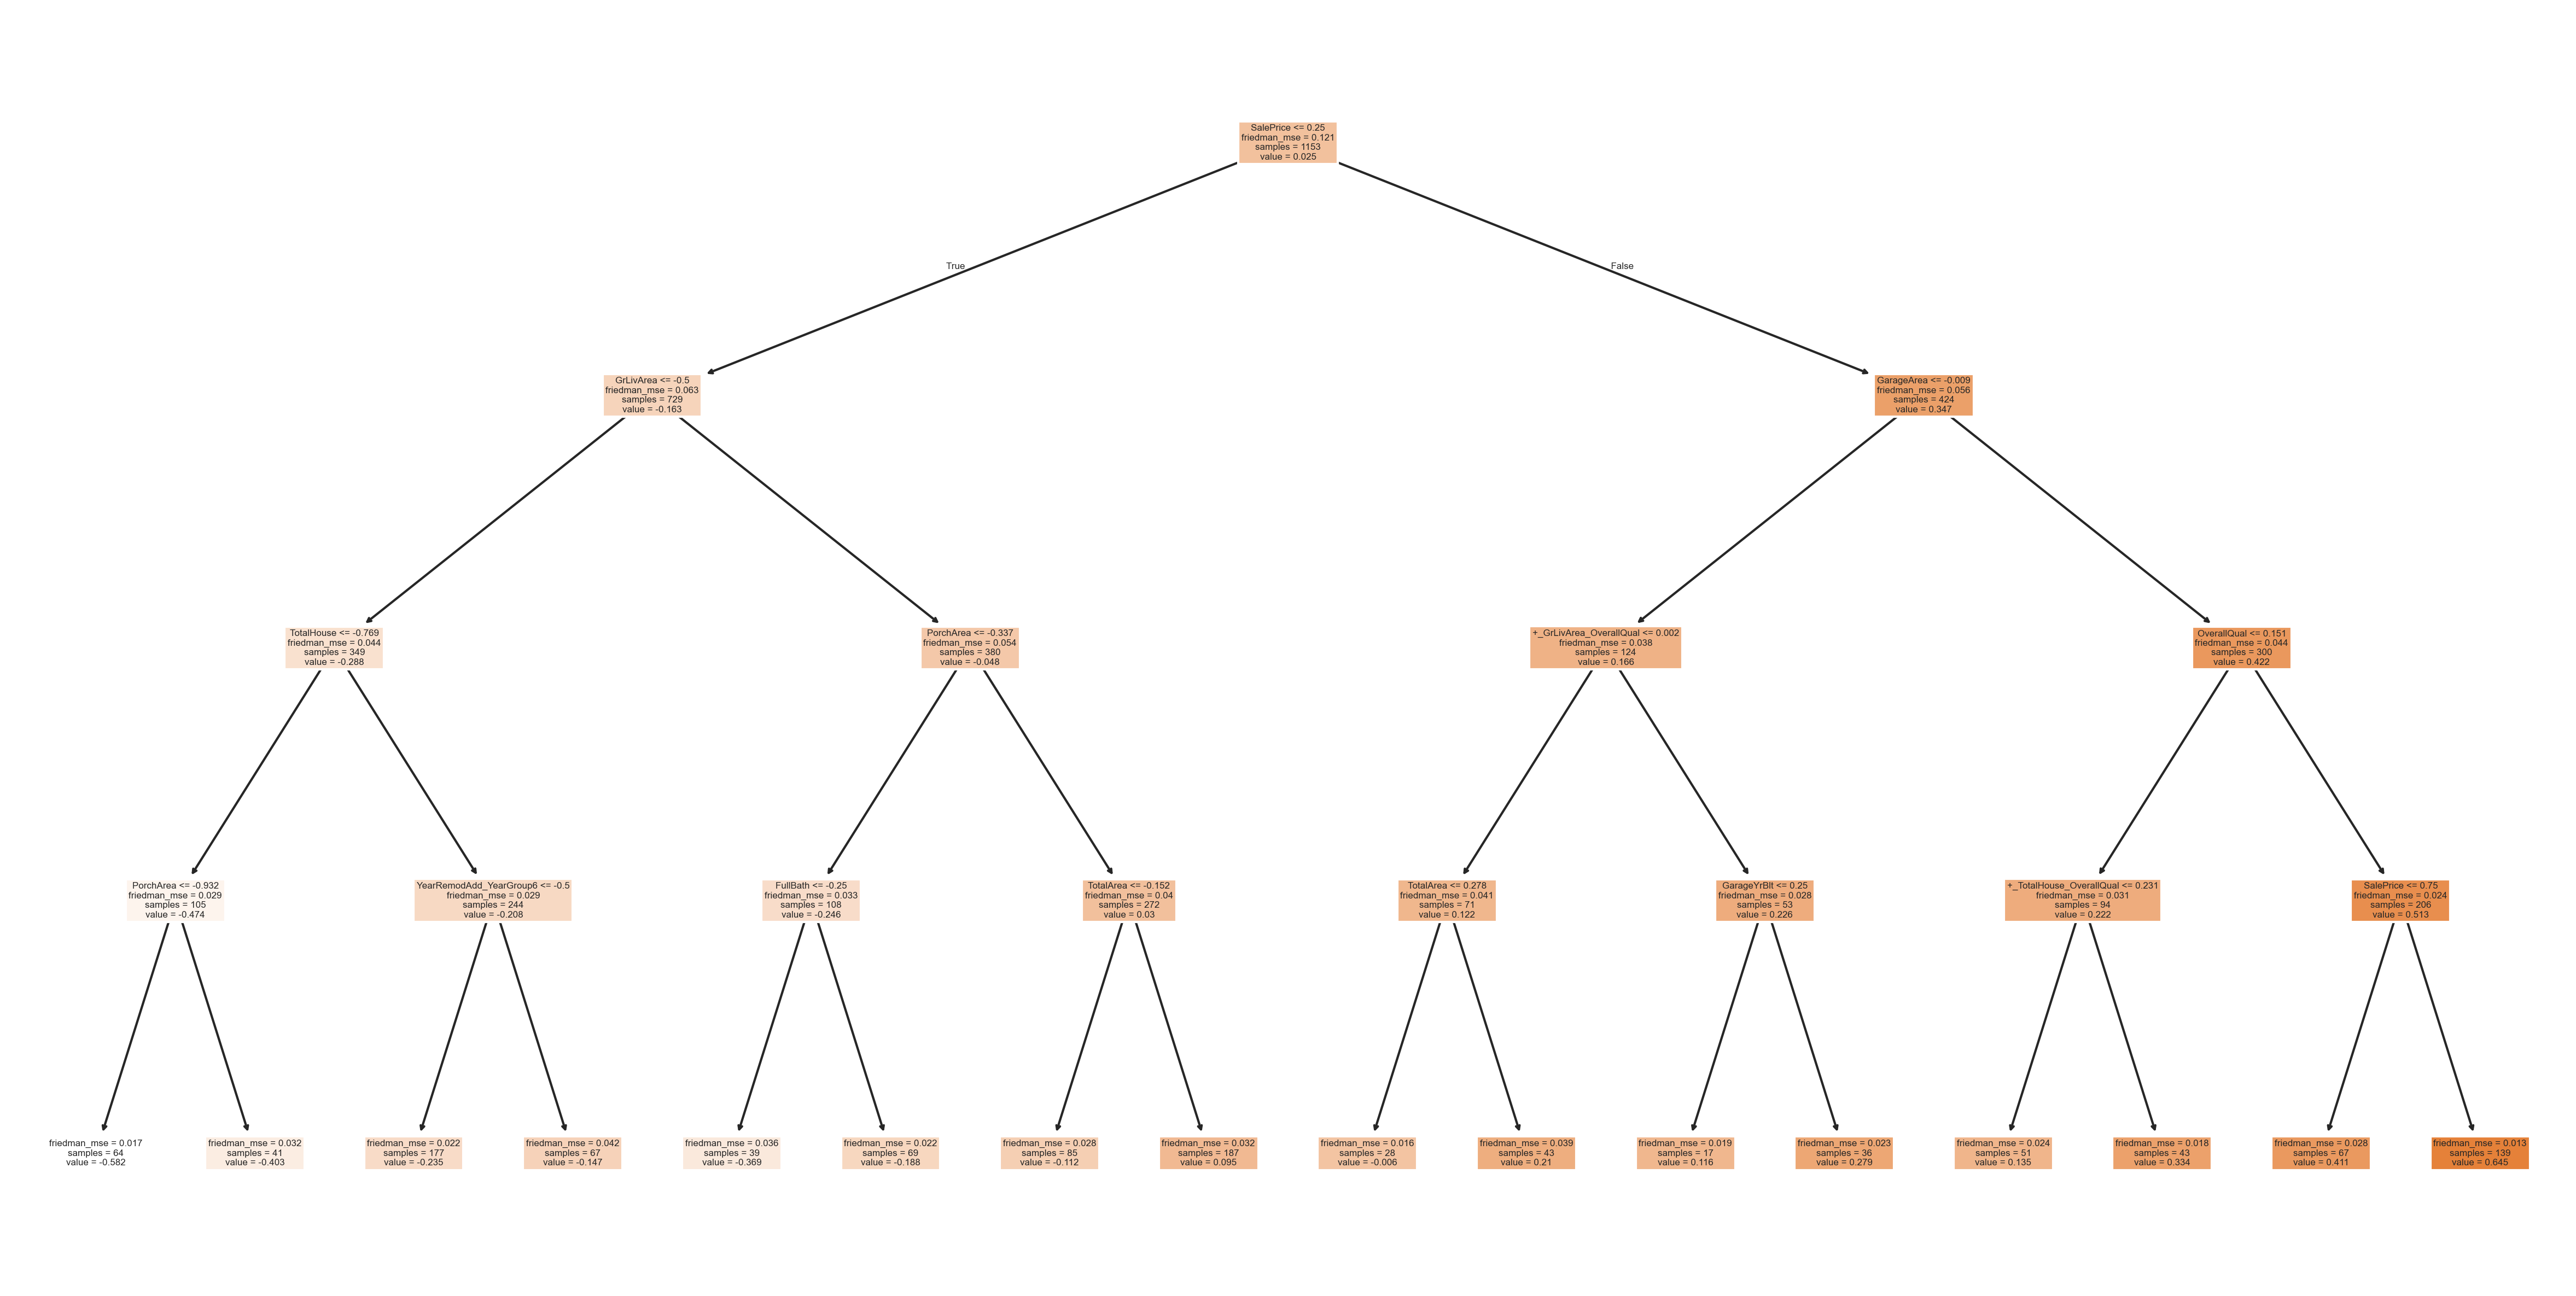 SalePrice <= 0.25
friedman_mse = 0.121
samples = 1153
value = 0.025
True
False
GrLivArea <= -0.5
friedman_mse = 0.063
samples = 729
value = -0.163
GarageArea <= -0.009
friedman_mse = 0.056
samples = 424
value = 0.347
TotalHouse <= -0.769
friedman_mse = 0.044
samples = 349
value = -0.288
PorchArea <= -0.337
friedman_mse = 0.054
samples = 380
value = -0.048
+_GrLivArea_OverallQual <= 0.002
friedman_mse = 0.038
samples = 124
value = 0.166
OverallQual <= 0.151
friedman_mse = 0.044
samples = 300
value = 0.422
PorchArea <= -0.932
friedman_mse = 0.029
samples = 105
value = -0.474
YearRemodAdd_YearGroup6 <= -0.5
friedman_mse = 0.029
samples = 244
value = -0.208
FullBath <= -0.25
friedman_mse = 0.033
samples = 108
value = -0.246
TotalArea <= -0.152
friedman_mse = 0.04
samples = 272
value = 0.03
TotalArea <= 0.278
friedman_mse = 0.041
samples = 71
value = 0.122
GarageYrBlt <= 0.25
friedman_mse = 0.028
samples = 53
value = 0.226
+_TotalHouse_OverallQual <= 0.231
friedman_mse = 0.031
samples = 94
value = 0.222
SalePrice <= 0.75
friedman_mse = 0.024
samples = 206
value = 0.513
friedman_mse = 0.017
samples = 64
value = -0.582
friedman_mse = 0.032
samples = 41
value = -0.403
friedman_mse = 0.022
samples = 177
value = -0.235
friedman_mse = 0.042
samples = 67
value = -0.147
friedman_mse = 0.036
samples = 39
value = -0.369
friedman_mse = 0.022
samples = 69
value = -0.188
friedman_mse = 0.028
samples = 85
value = -0.112
friedman_mse = 0.032
samples = 187
value = 0.095
friedman_mse = 0.016
samples = 28
value = -0.006
friedman_mse = 0.039
samples = 43
value = 0.21
friedman_mse = 0.019
samples = 17
value = 0.116
friedman_mse = 0.023
samples = 36
value = 0.279
friedman_mse = 0.024
samples = 51
value = 0.135
friedman_mse = 0.018
samples = 43
value = 0.334
friedman_mse = 0.028
samples = 67
value = 0.411
friedman_mse = 0.013
samples = 139
value = 0.645